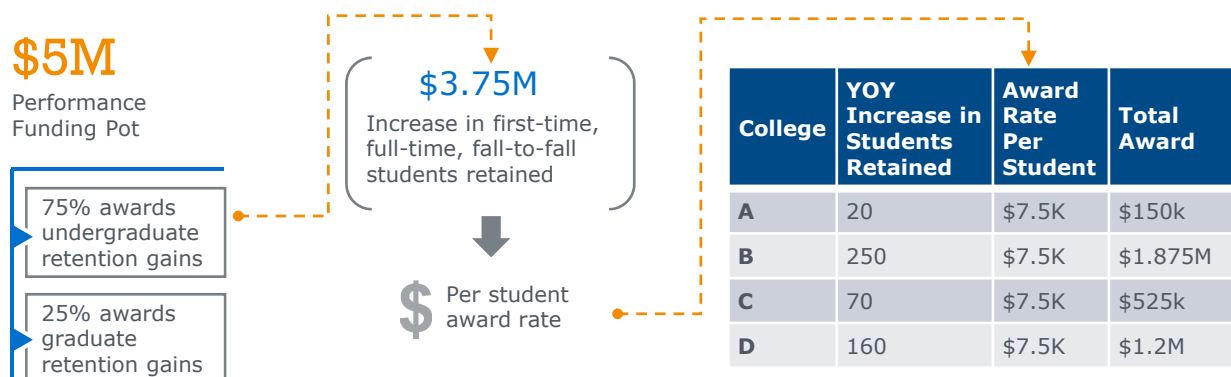 $5M
Performance
Funding Pot
75% awards
undergraduate
retention gains
25% awards
graduate
retention gains
$3.75M
Increase in first-time,
full-time, fall-to-fall
students retained
$ Per student
award rate
College
YOY
Increase in
Students
Retained
Award
Rate
Per
Student
Total
Award
A 20 $7.5K $150k
B 250 $7.5K $1.875M
C 70 $7.5K $525k
D 160 $7.5K $1.2M